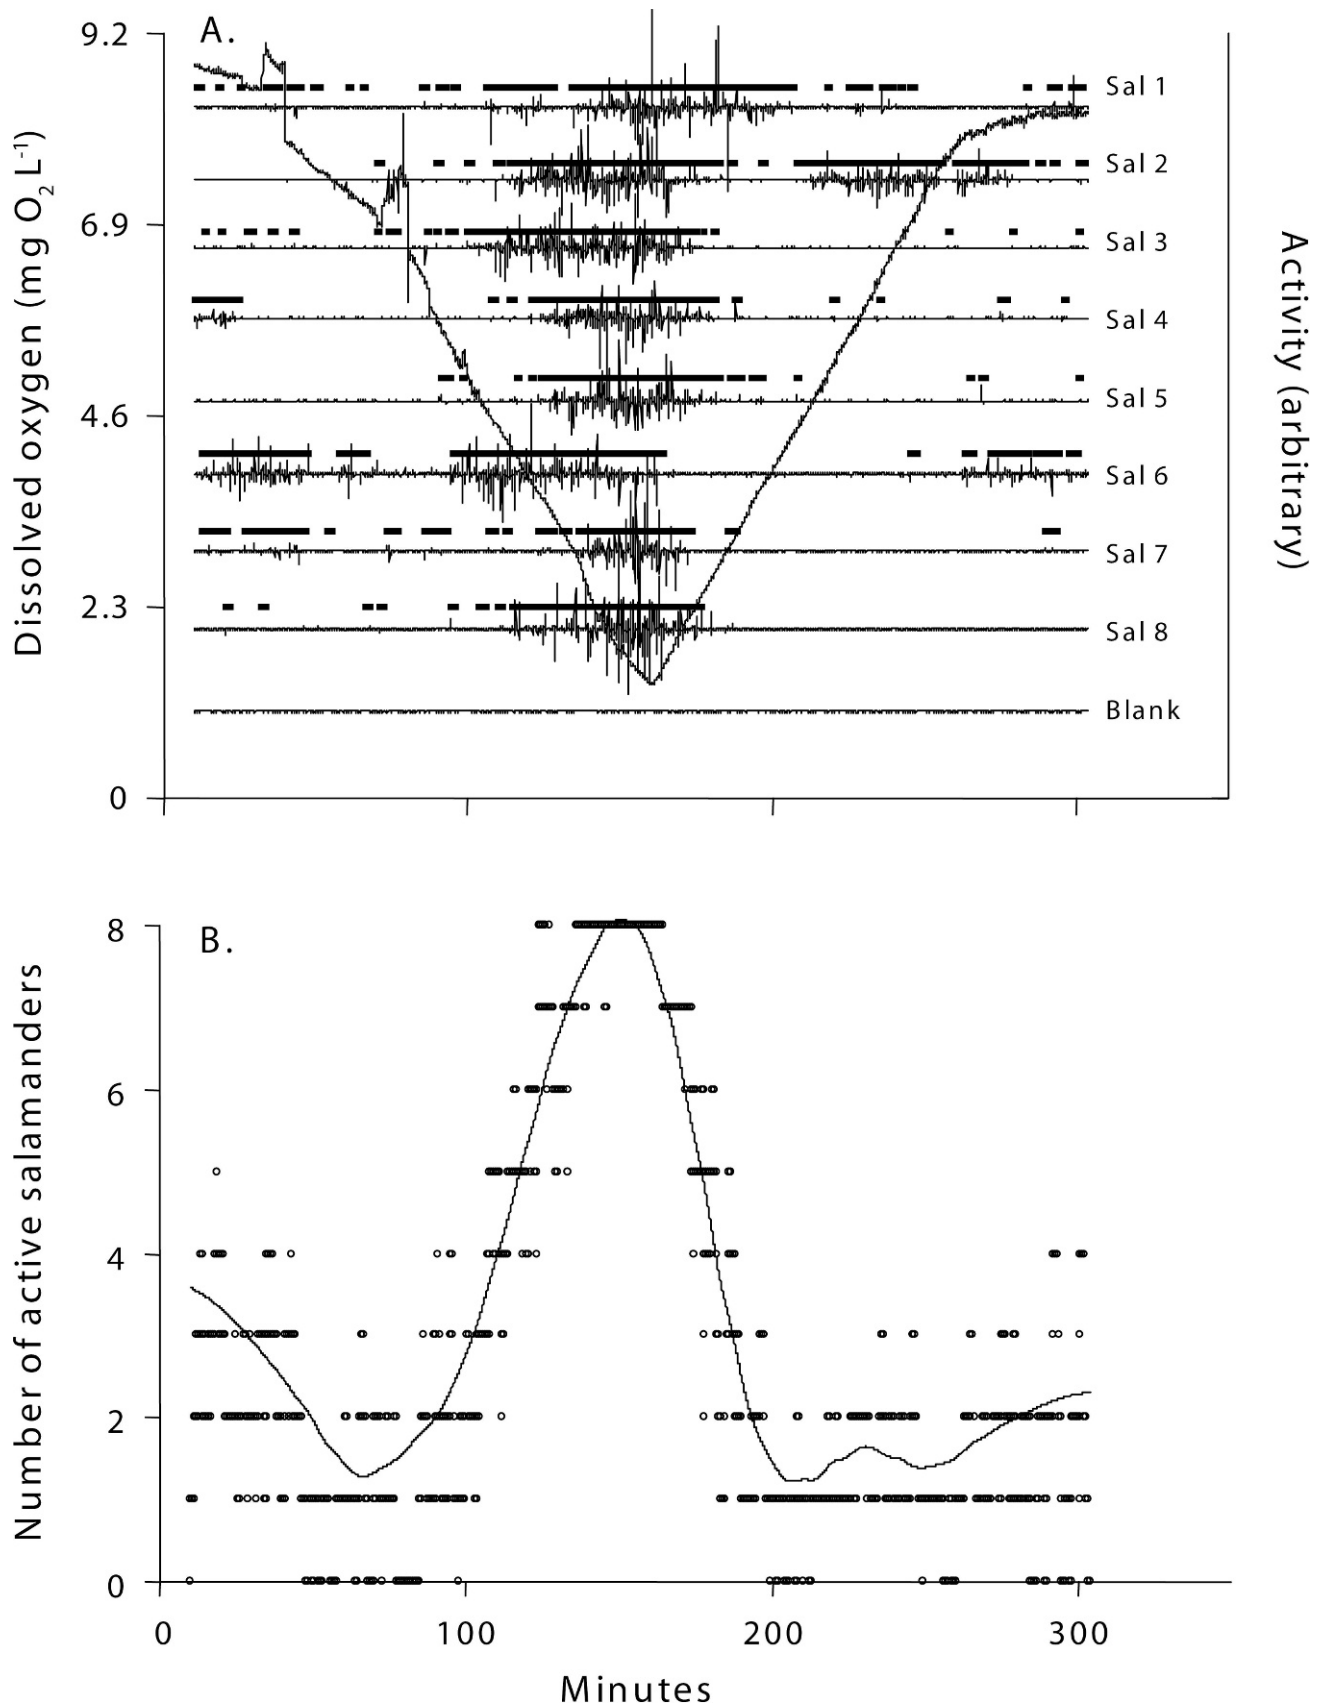 A.
9.2
6.9
4.6
2.3
0
Dissolved oxygen (mg O2 L-1)
Activity (arbitrary)
Sal 1
Sal 2
Sal 3
Sal 4
Sal 5
Sal 6
Sal 7
Sal 8
Blank
B.
8
6
4
2
0
Number of active salamanders
0 100 200 300
Minutes